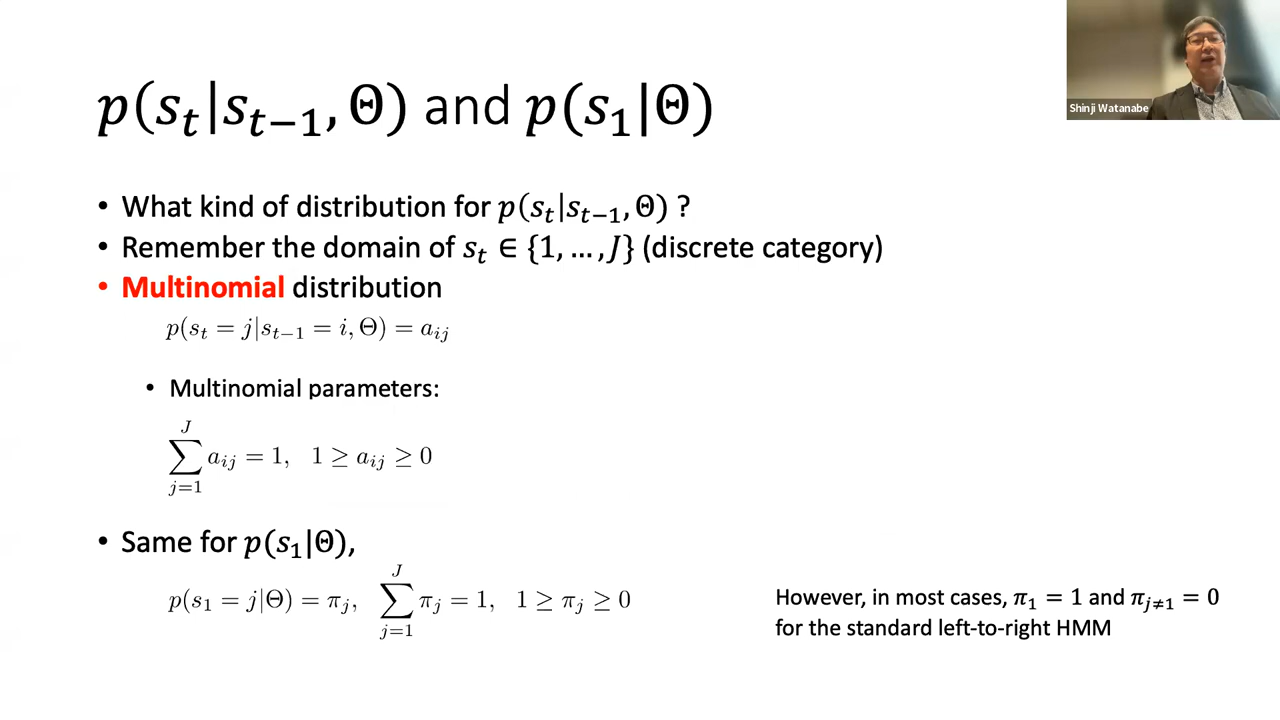 p(s_t|s_{t−1}, Θ) and p(s_1|Θ)
Shinji Watanabe
• What kind of distribution for p(s_t|s_{t−1}, Θ) ?
• Remember the domain of s_t ∈ {1, … , J} (discrete category)
• Multinomial distribution
p(s_t = j|s_{t−1} = i, Θ) = a_{ij}
• Multinomial parameters:
∑_{j=1}^{J} a_{ij} = 1, 1 ≥ a_{ij} ≥ 0
• Same for p(s_1|Θ),
p(s_1 = j|Θ) = π_j, ∑_{j=1}^{J} π_j = 1, 1 ≥ π_j ≥ 0
However, in most cases, π_1 = 1 and π_{j≠1} = 0
for the standard left-to-right HMM